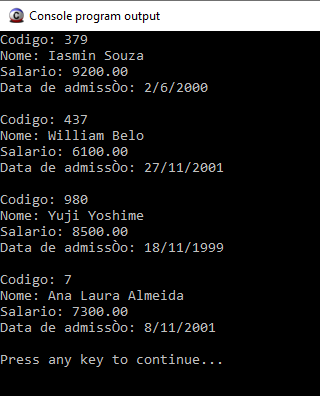 Console program output
Codigo: 379
Nome: Iasmin Souza
Salario: 9200.00
Data de admissÒo: 2/6/2000
Codigo: 437
Nome: William Belo
Salario: 6100.00
Data de admissÒo: 27/11/2001
Codigo: 980
Nome: Yuji Yoshime
Salario: 8500.00
Data de admissÒo: 18/11/1999
Codigo: 7
Nome: Ana Laura Almeida
Salario: 7300.00
Data de admissÒo: 8/11/2001
Press any key to continue...